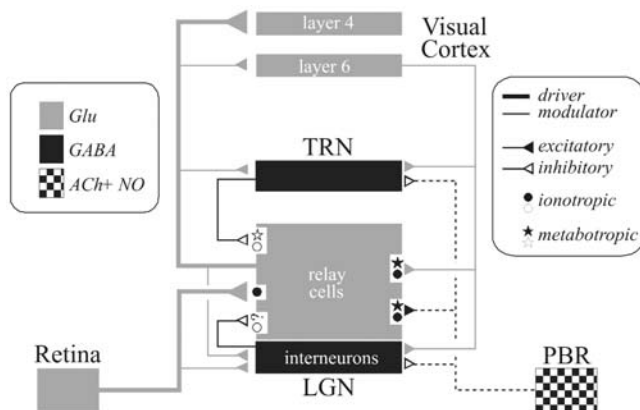 layer 4
Visual
Cortex
layer 6
Glu
GABA
ACh+ NO
driver
modulator
excitatory
inhibitory
ionotropic
metabotropic
TRN
relay
cells
?
interneurons
LGN
Retina
PBR